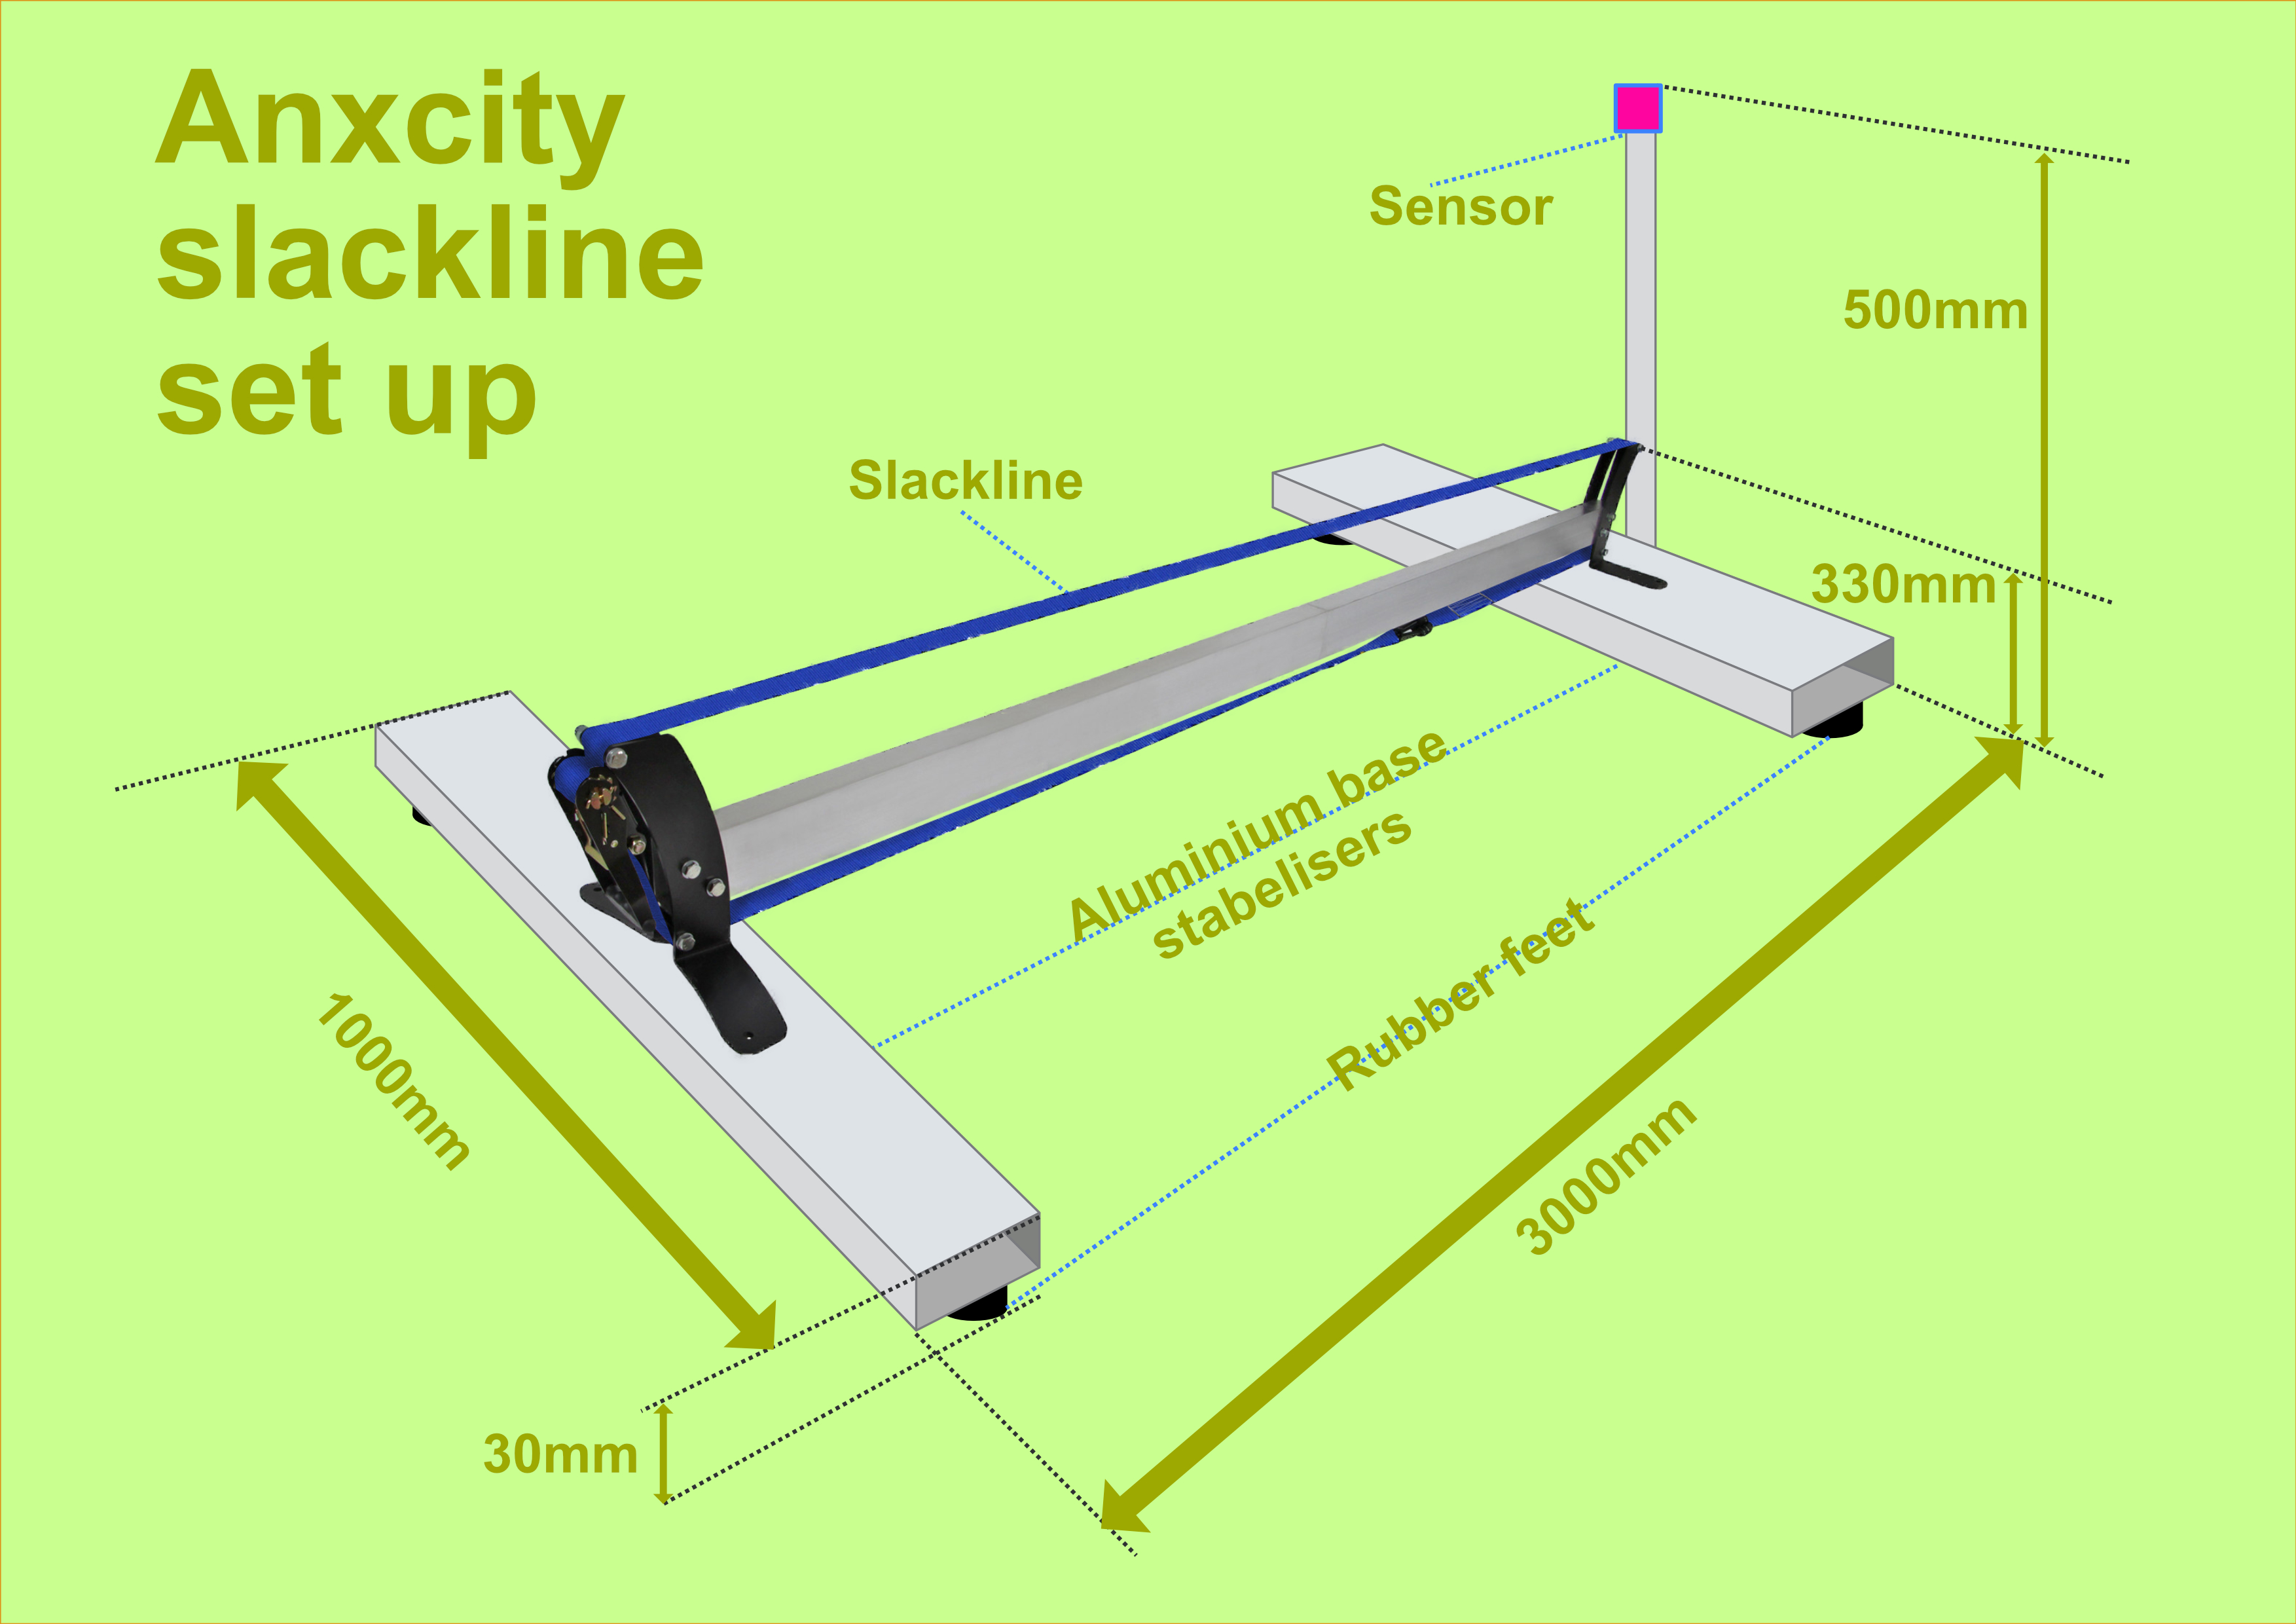 Anxcity
slackline
set up
Sensor
500mm
Slackline
330mm
Aluminium base
stabelisers
Rubber feet
1000mm
3000mm
30mm